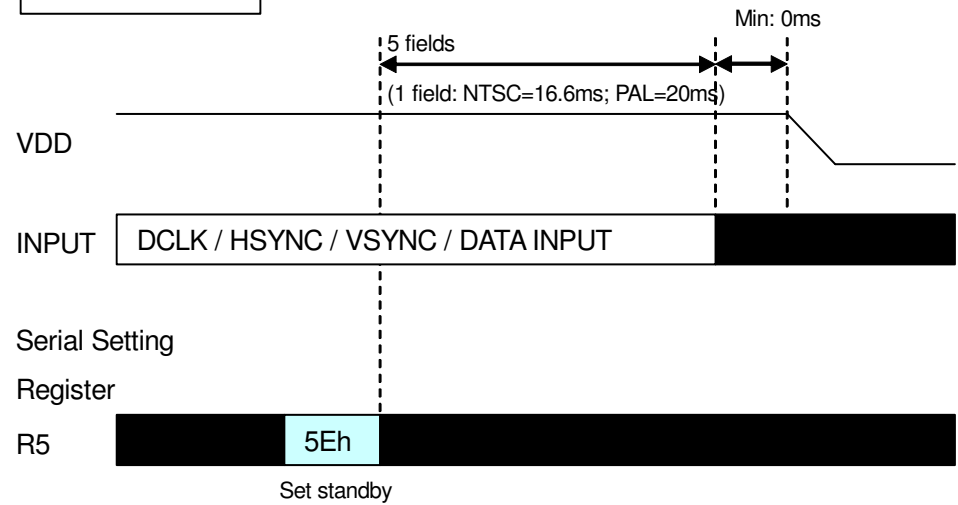 Min: 0ms
5 fields
(1 field: NTSC=16.6ms; PAL=20ms)
VDD
INPUT
DCLK / HSYNC / VSYNC / DATA INPUT
Serial Setting
Register
R5
5Eh
Set standby